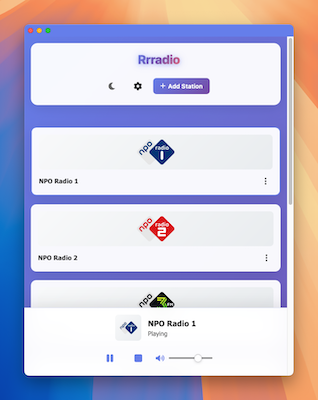 Rrradio
+ Add Station
npo
radio
1
NPO Radio 1
npo
radio
2
NPO Radio 2
npo
3FM
npo
1
NPO Radio 1
Playing